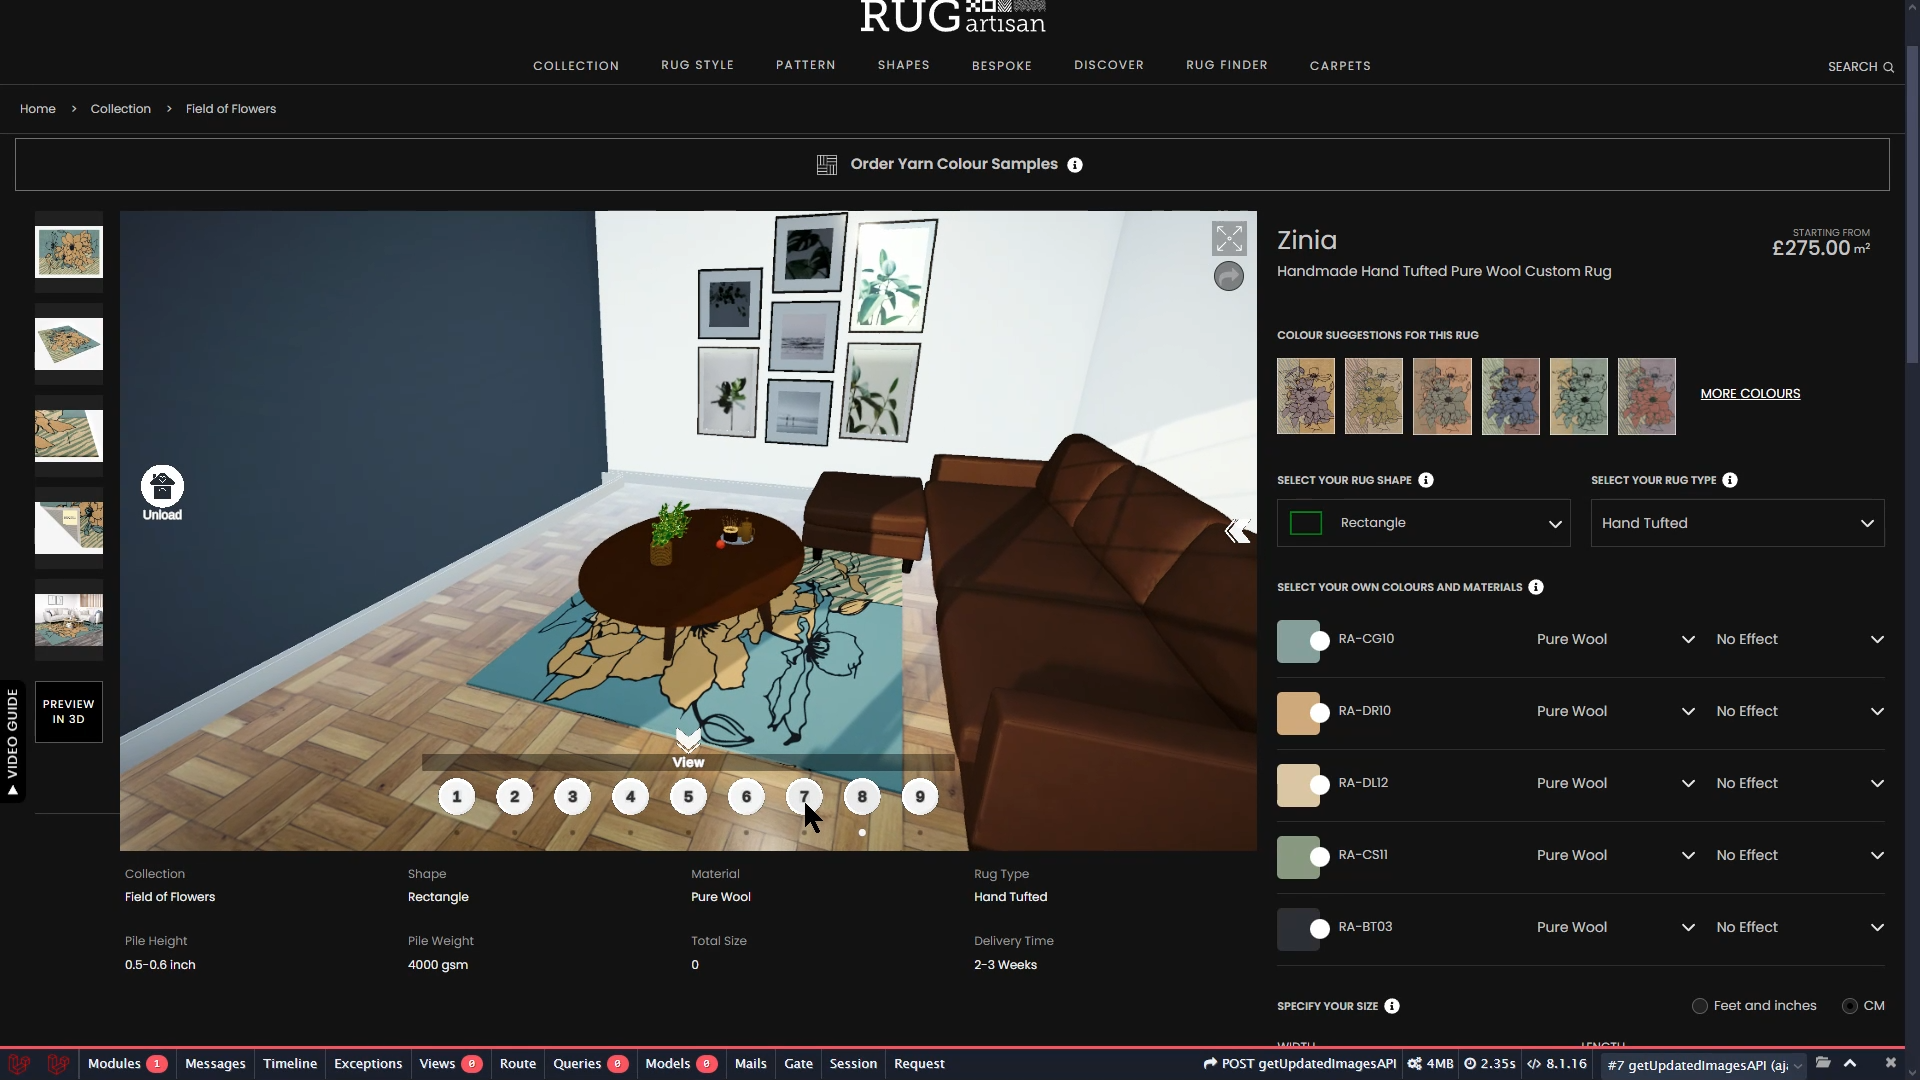 RUG artisan
COLLECTION RUG STYLE PATTERN SHAPES BESPOKE DISCOVER RUG FINDER CARPETS SEARCH
Home > Collection > Field of Flowers
Order Yarn Colour Samples
Zinia
STARTING FROM
£275.00 m²
Handmade Hand Tufted Pure Wool Custom Rug
COLOUR SUGGESTIONS FOR THIS RUG
MORE COLOURS
SELECT YOUR RUG SHAPE
SELECT YOUR RUG TYPE
Rectangle
Hand Tufted
SELECT YOUR OWN COLOURS AND MATERIALS
RA-CG10 Pure Wool No Effect
RA-DR10 Pure Wool No Effect
RA-DL12 Pure Wool No Effect
RA-CS11 Pure Wool No Effect
RA-BT03 Pure Wool No Effect
SPECIFY YOUR SIZE
Feet and inches CM
WIDTH LENGTH
Unload
PREVIEW
IN 3D
VIDEO GUIDE
View
1 2 3 4 5 6 7 8 9
Collection Shape Material Rug Type
Field of Flowers Rectangle Pure Wool Hand Tufted
Pile Height Pile Weight Total Size Delivery Time
0.5-0.6 inch 4000 gsm 0 2-3 Weeks
Modules 1 Messages Timeline Exceptions Views 0 Route Queries 0 Models 0 Mails Gate Session Request POST getUpdatedImagesAPI 4MB 2.35s 8.1.16 #7 getUpdatedImagesAPI (aj